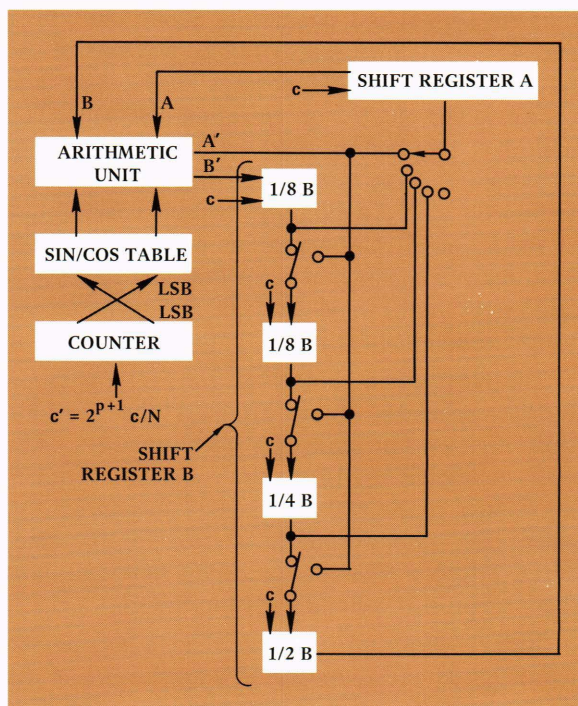 B
A
c
SHIFT REGISTER A
ARITHMETIC
UNIT
A′
B′
c
1/8 B
SIN/COS TABLE
LSB
LSB
COUNTER
c
1/8 B
c′ = 2^{p+1} c/N
SHIFT
REGISTER B
c
1/4 B
c
1/2 B